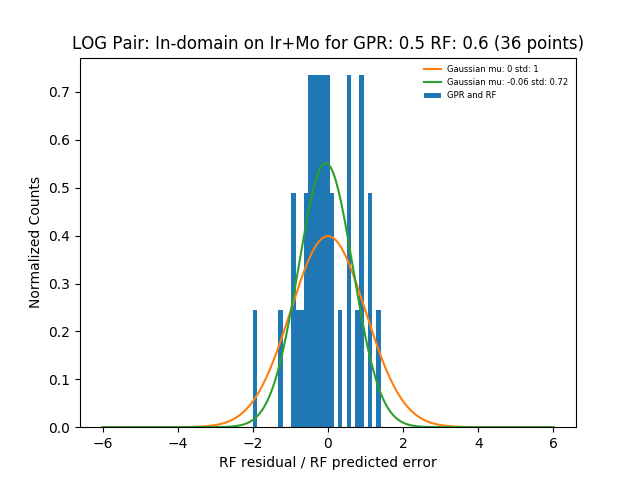 LOG Pair: In-domain on Ir+Mo for GPR: 0.5 RF: 0.6 (36 points)
Gaussian mu: 0 std: 1
Gaussian mu: -0.06 std: 0.72
GPR and RF
Normalized Counts
0.7
0.6
0.5
0.4
0.3
0.2
0.1
0.0
−6 −4 −2 0 2 4 6
RF residual / RF predicted error